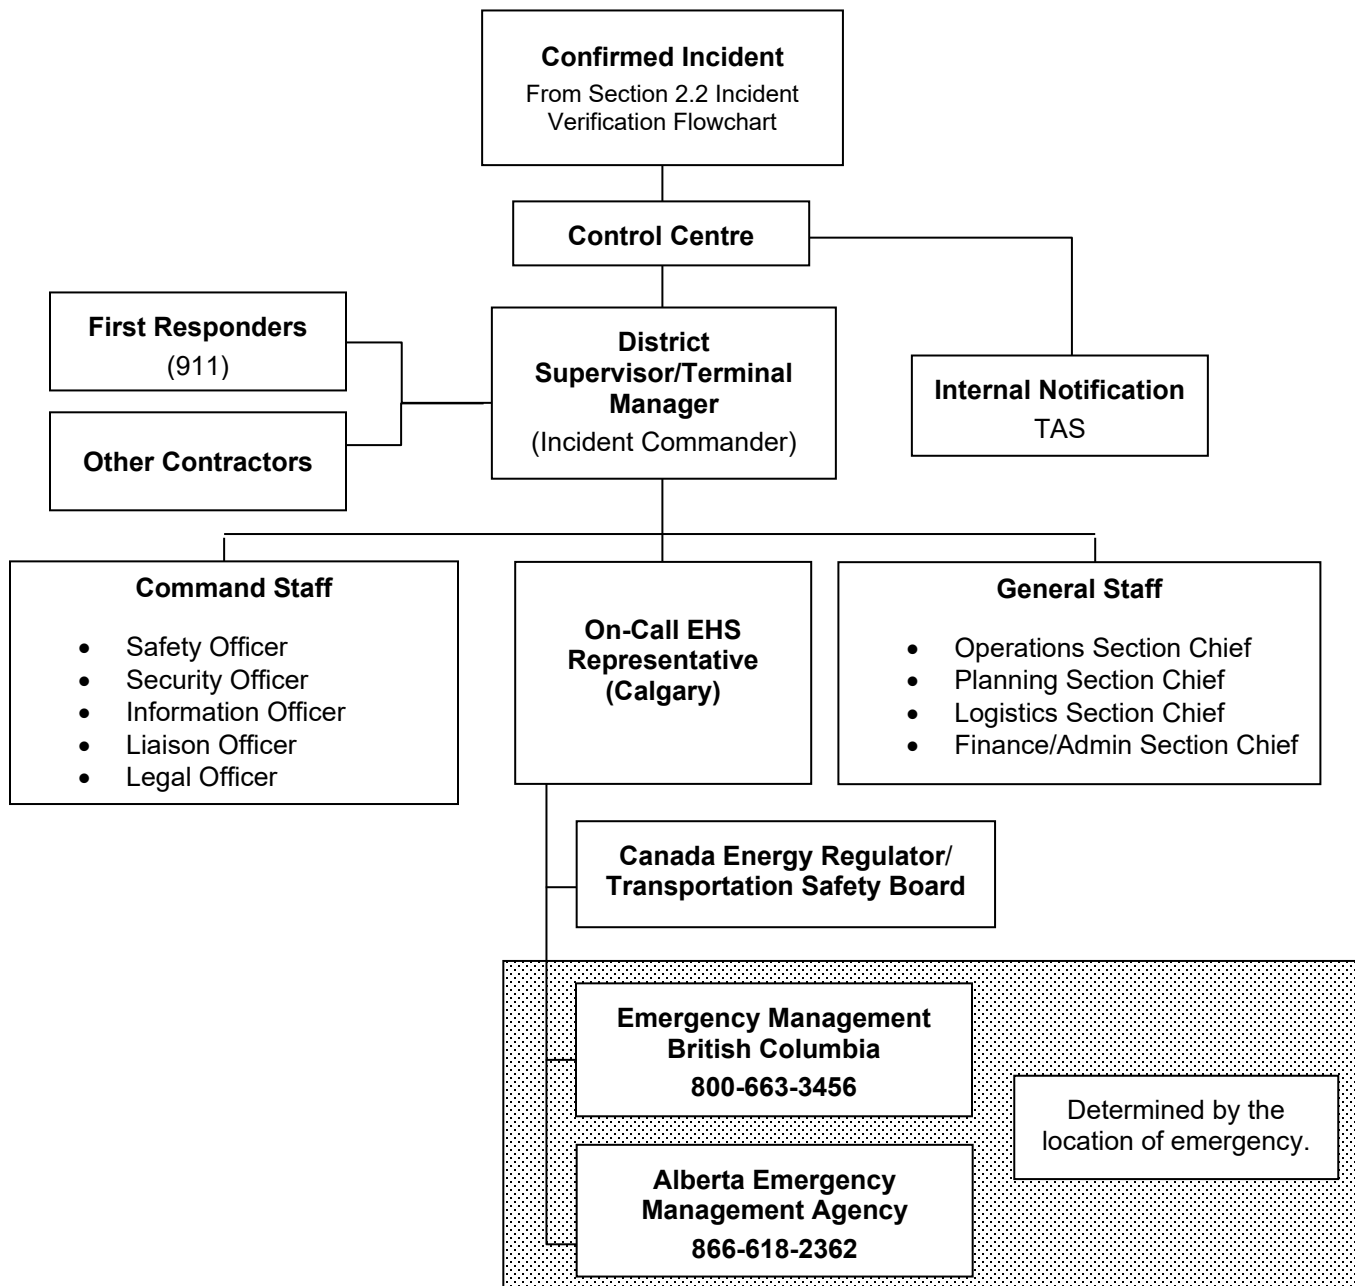 Confirmed Incident
From Section 2.2 Incident
Verification Flowchart
Control Centre
First Responders
(911)
Other Contractors
District
Supervisor/Terminal
Manager
(Incident Commander)
Internal Notification
TAS
Command Staff
• Safety Officer
• Security Officer
• Information Officer
• Liaison Officer
• Legal Officer
On-Call EHS
Representative
(Calgary)
General Staff
• Operations Section Chief
• Planning Section Chief
• Logistics Section Chief
• Finance/Admin Section Chief
Canada Energy Regulator/
Transportation Safety Board
Emergency Management
British Columbia
800-663-3456
Determined by the
location of emergency.
Alberta Emergency
Management Agency
866-618-2362